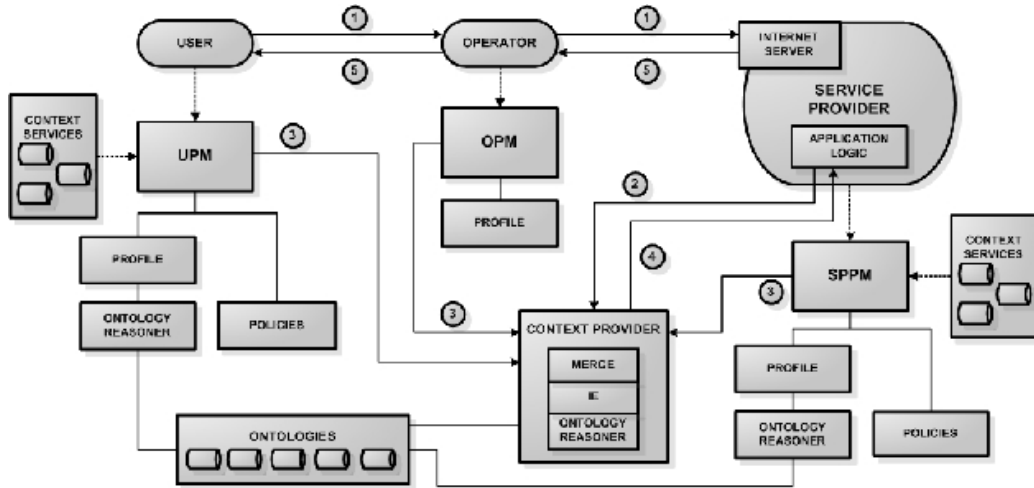 1
1
USER
OPERATOR
INTERNET
SERVER
5
5
SERVICE
PROVIDER
CONTEXT
SERVICES
UPM
3
OPM
APPLICATION
LOGIC
2
PROFILE
CONTEXT
SERVICES
PROFILE
4
SPPM
3
ONTOLOGY
REASONER
POLICIES
3
CONTEXT PROVIDER
MERGE
IE
ONTOLOGY
REASONER
PROFILE
ONTOLOGY
REASONER
POLICIES
ONTOLOGIES